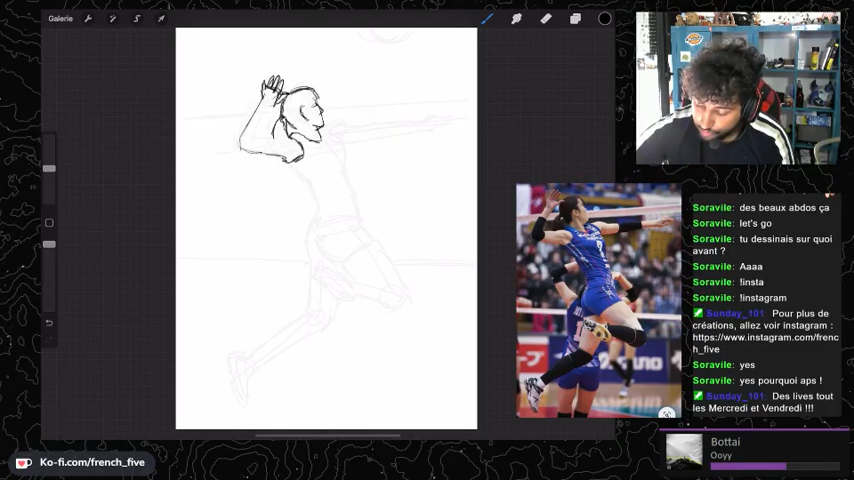 Galerie
Soravile: des beaux abdos ça
Soravile: let's go
Soravile: tu dessinais sur quoi
avant ?
Soravile: Aaaa
Soravile: !insta
Soravile: !instagram
Sunday_101: Pour plus de
créations, allez voir instagram :
https://www.instagram.com/frenc
h_five
Soravile: yes
Soravile: yes pourquoi aps !
Sunday_101: Des lives tout
les Mercredi et Vendredi !!!
Bottai
Ooyy
Ko-fi.com/french_five